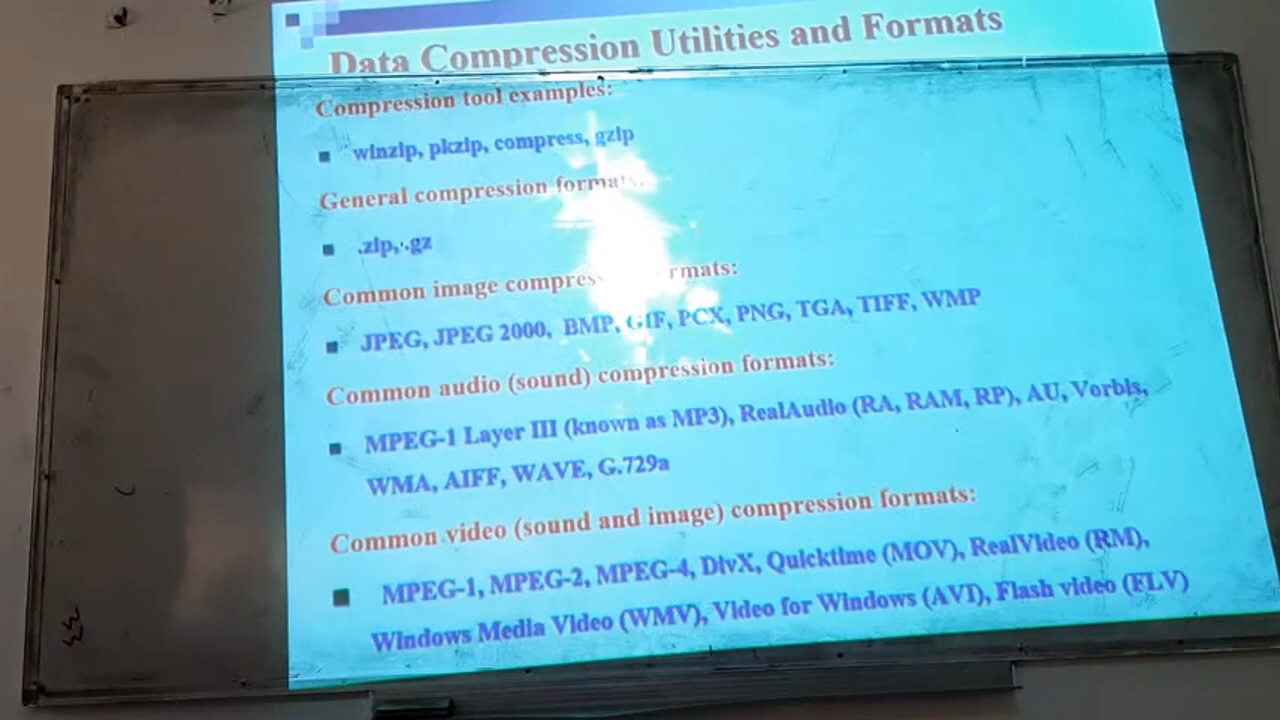 Data Compression Utilities and Formats
Compression tool examples:
■ winzip, pkzip, compress, gzip
General compression formats:
■ .zip, .gz
Common image compres rmats:
■ JPEG, JPEG 2000, BMP, GIF, PCX, PNG, TGA, TIFF, WMP
Common audio (sound) compression formats:
■ MPEG-1 Layer III (known as MP3), RealAudio (RA, RAM, RP), AU, Vorbis,
WMA, AIFF, WAVE, G.729a
Common video (sound and image) compression formats:
■ MPEG-1, MPEG-2, MPEG-4, DivX, Quicktime (MOV), RealVideo (RM),
Windows Media Video (WMV), Video for Windows (AVI), Flash video (FLV)